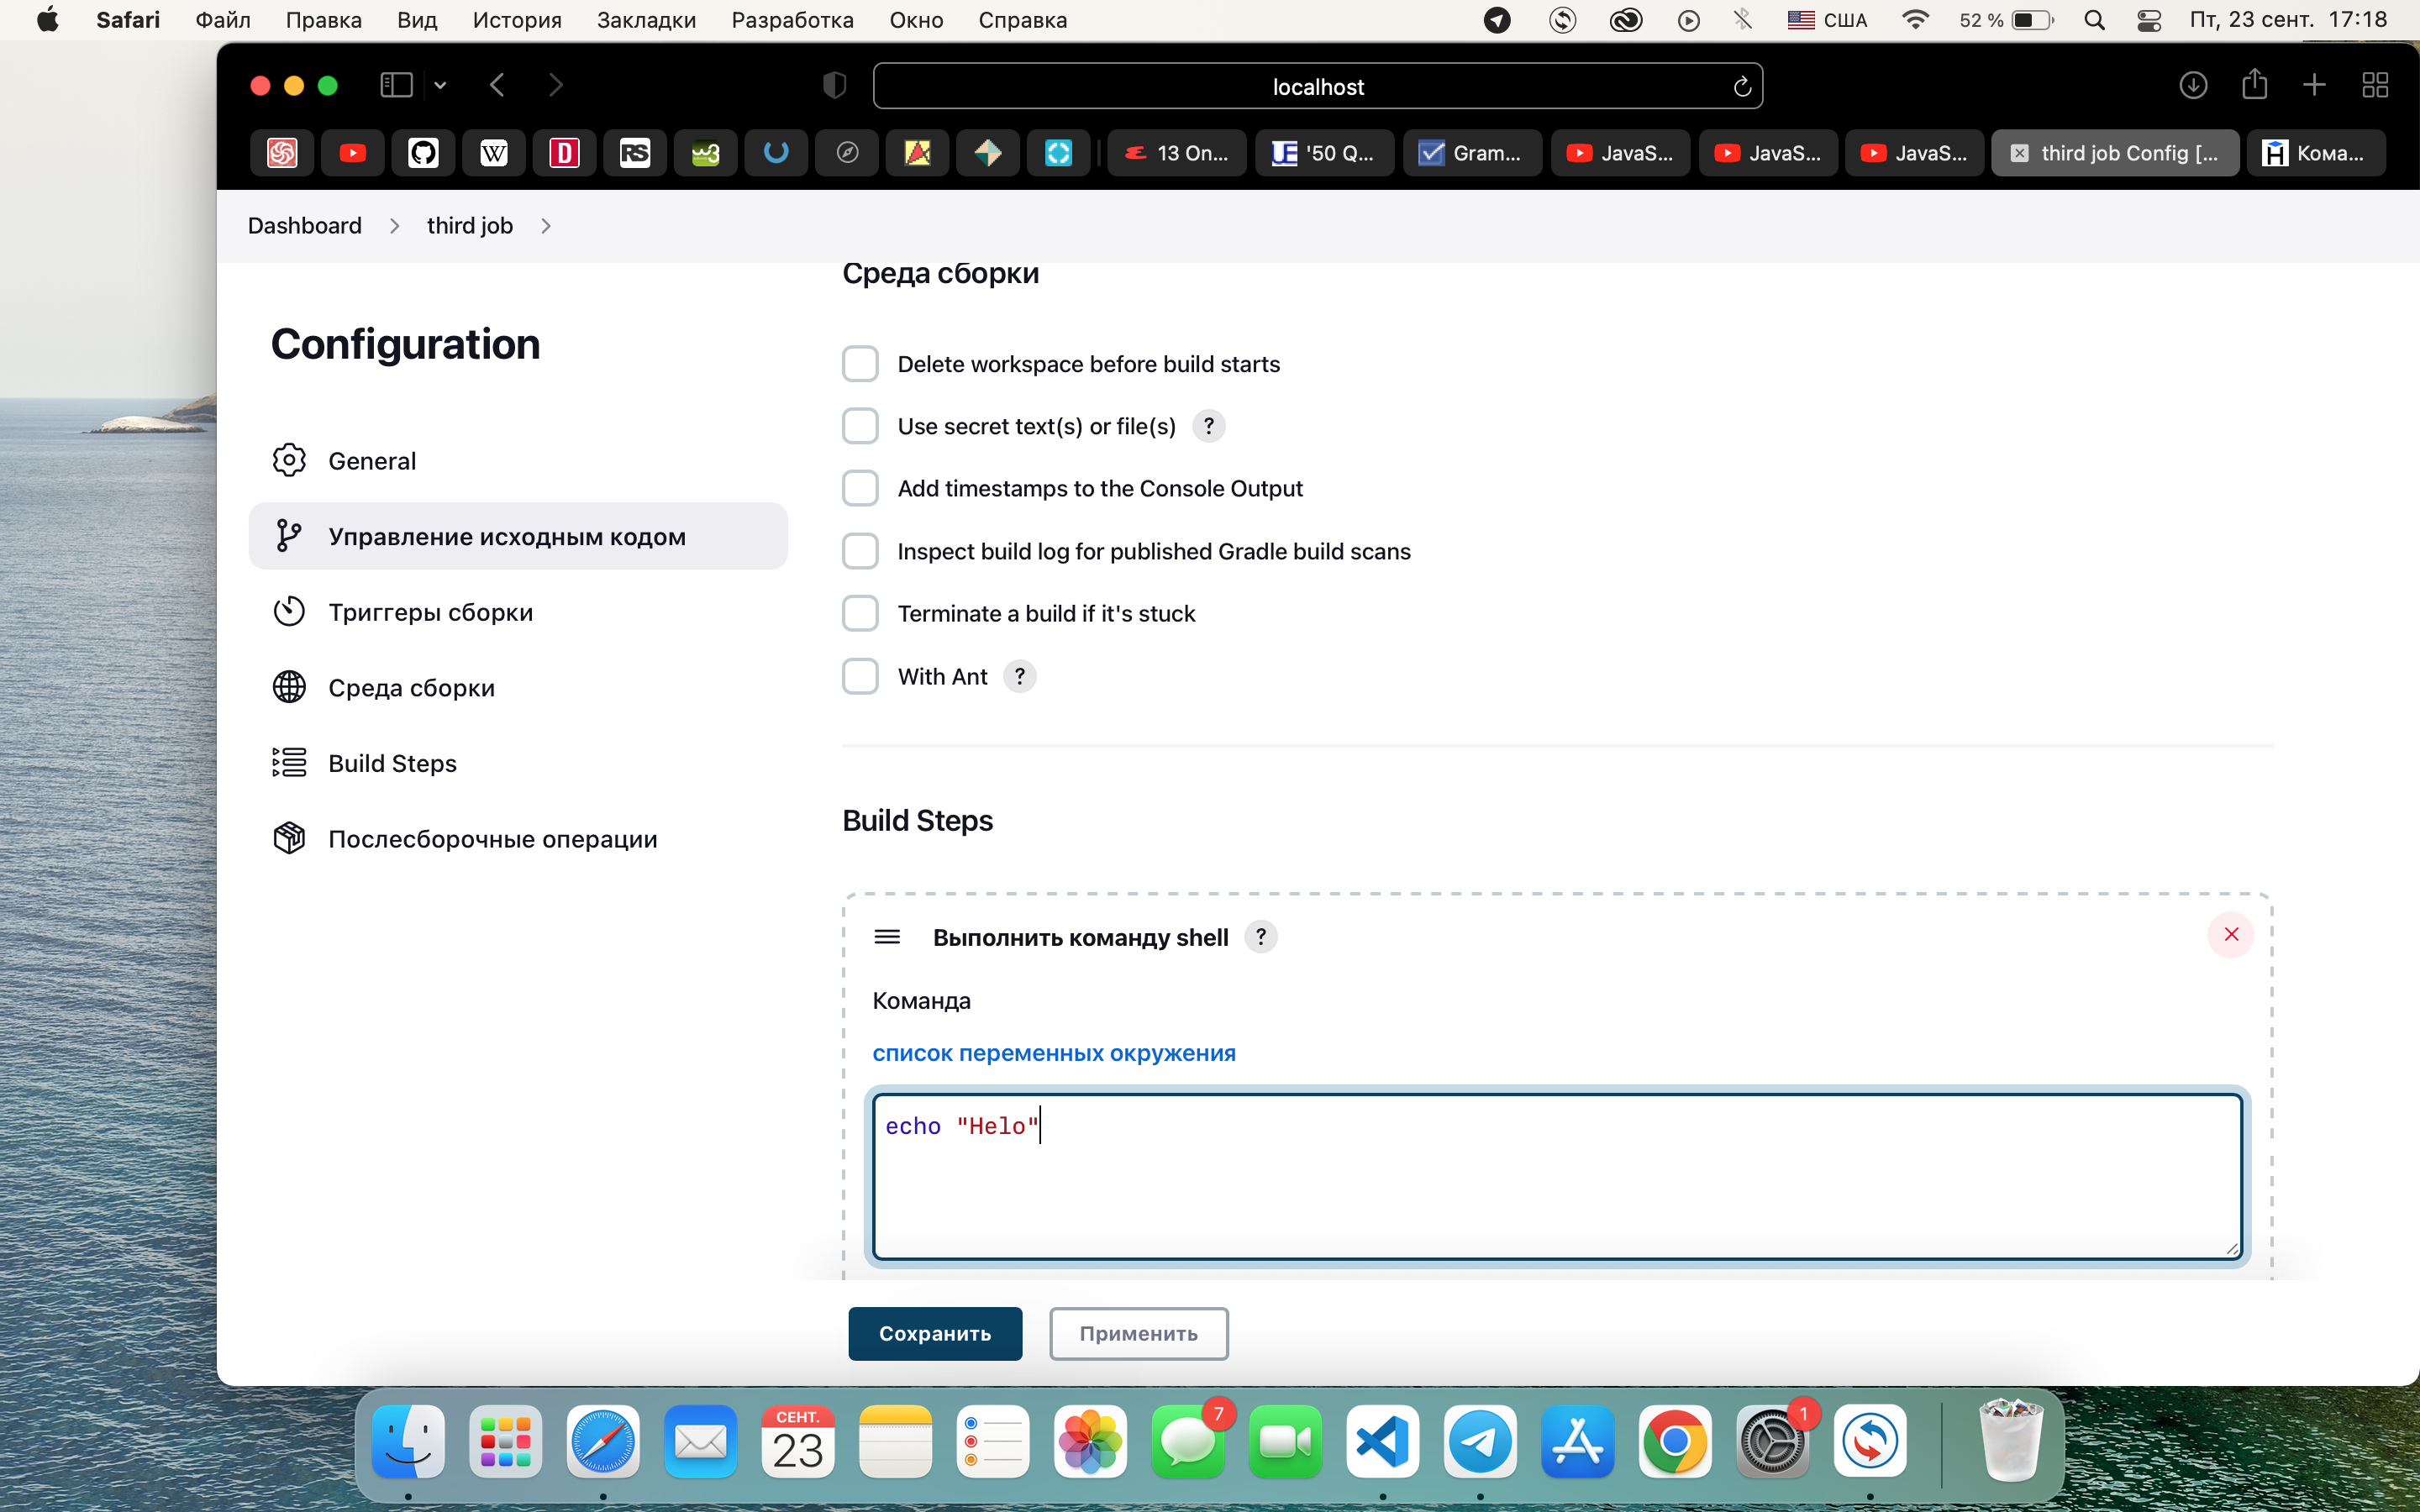 Safari Файл Правка Вид История Закладки Разработка Окно Справка США 52 % Пт, 23 сент. 17:18
localhost
W D RS w3 13 On... UE '50 Q... Gram... JavaS... JavaS... JavaS... third job Config [... H Кома...
Dashboard third job
Среда сборки
Configuration
Delete workspace before build starts
Use secret text(s) or file(s) ?
General
Add timestamps to the Console Output
Управление исходным кодом
Inspect build log for published Gradle build scans
Триггеры сборки
Terminate a build if it's stuck
Среда сборки
With Ant ?
Build Steps
Build Steps
Послесборочные операции
Выполнить команду shell ?
Команда
список переменных окружения
echo "Helo"
Сохранить Применить
СЕНТ. 7 1
23